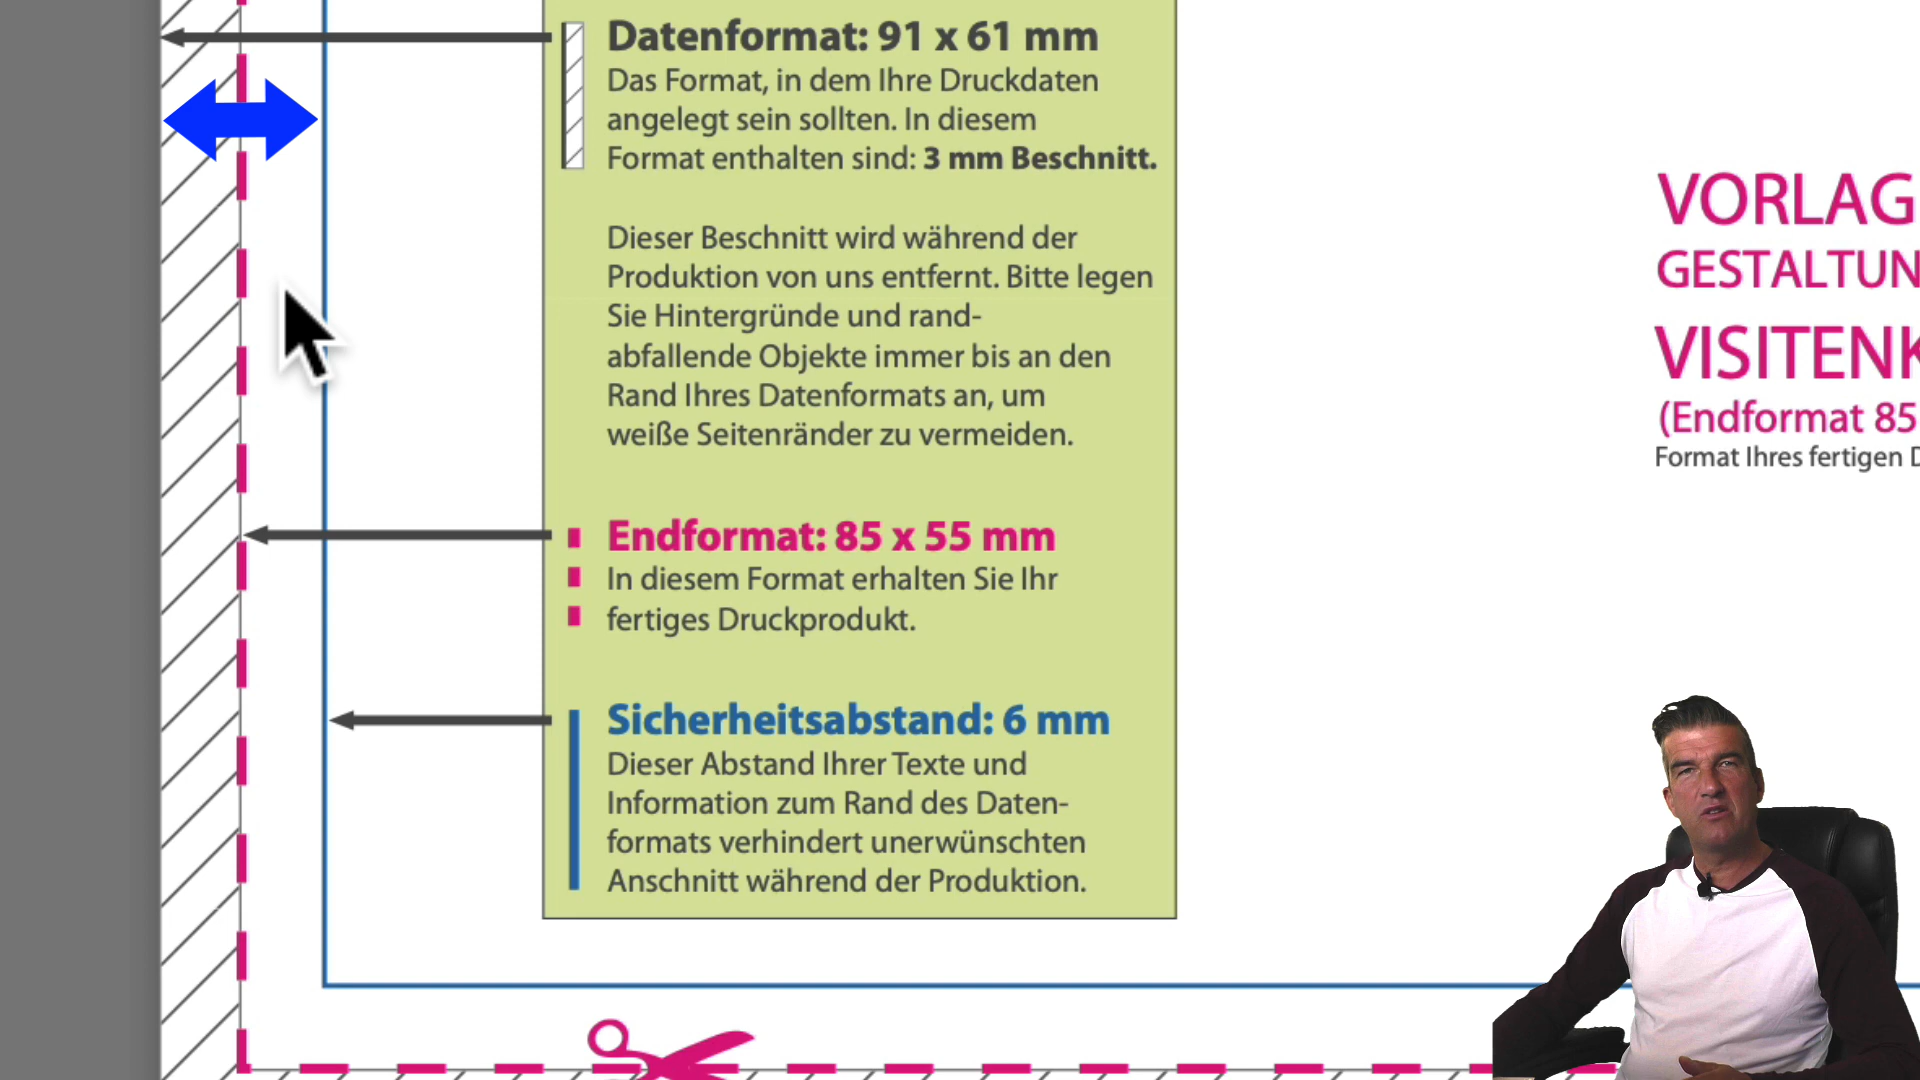 Datenformat: 91 x 61 mm
Das Format, in dem Ihre Druckdaten
angelegt sein sollten. In diesem
Format enthalten sind: 3 mm Beschnitt.
Dieser Beschnitt wird während der
Produktion von uns entfernt. Bitte legen
Sie Hintergründe und rand-
abfallende Objekte immer bis an den
Rand Ihres Datenformats an, um
weiße Seitenränder zu vermeiden.
Endformat: 85 x 55 mm
In diesem Format erhalten Sie Ihr
fertiges Druckprodukt.
Sicherheitsabstand: 6 mm
Dieser Abstand Ihrer Texte und
Information zum Rand des Daten-
formats verhindert unerwünschten
Anschnitt während der Produktion.
VORLAG
GESTALTUN
VISITENK
(Endformat 85
Format Ihres fertigen D